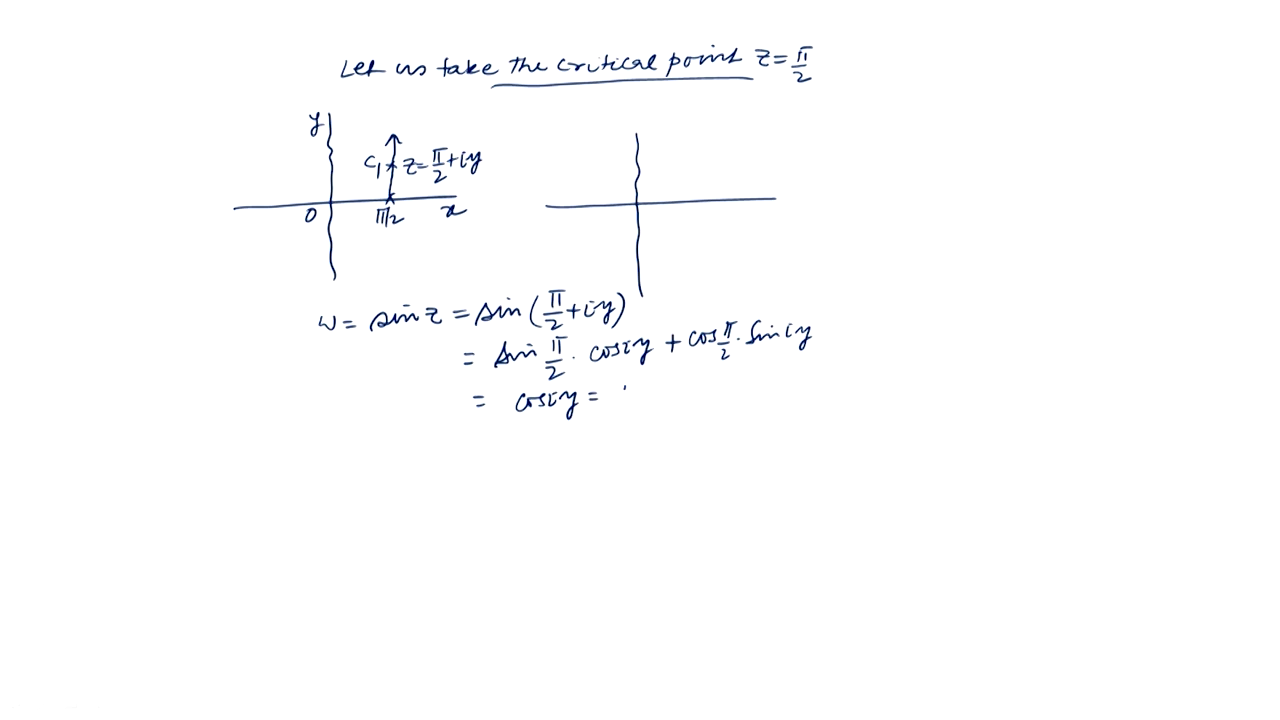 Let us take the critical point z = π/2
y
C₁ z = π/2 + iy
0 π/2 x
w = sin z = sin (π/2 + iy)
= sin π/2 . cos iy + cos π/2 . sin iy
= cos iy =